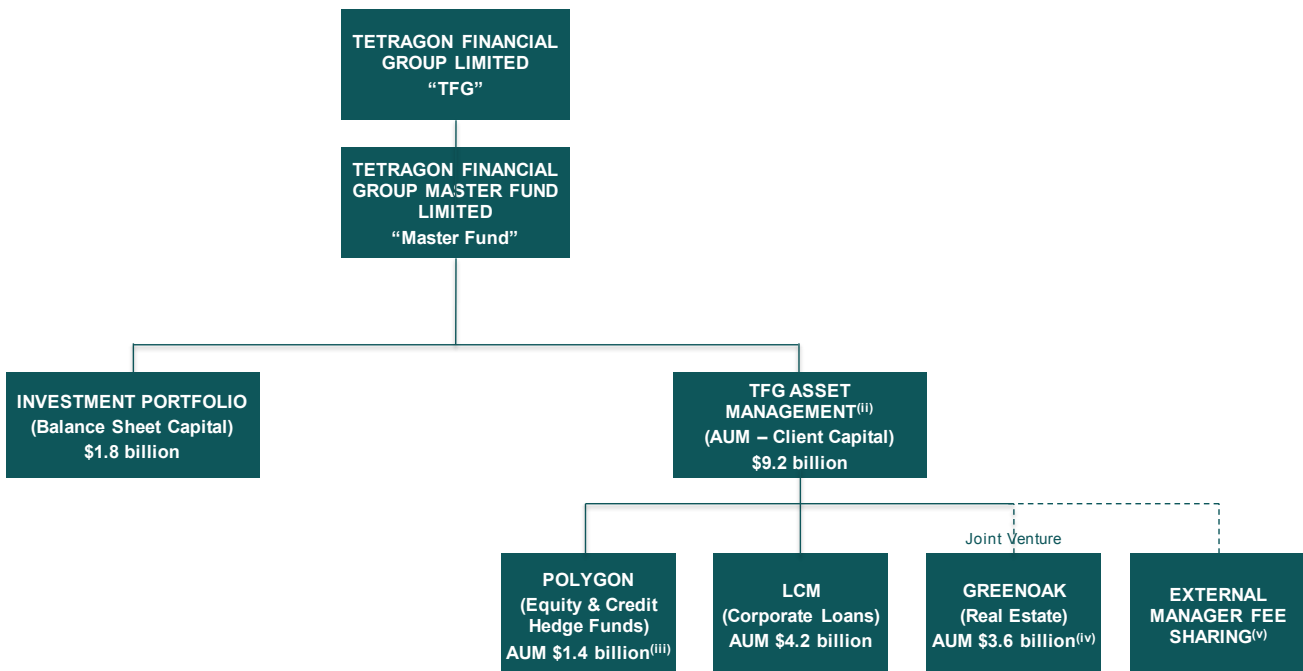 TETRAGON FINANCIAL
GROUP LIMITED
“TFG”
TETRAGON FINANCIAL
GROUP MASTER FUND
LIMITED
“Master Fund”
INVESTMENT PORTFOLIO
(Balance Sheet Capital)
$1.8 billion
TFG ASSET
MANAGEMENT(ii)
(AUM – Client Capital)
$9.2 billion
Joint Venture
POLYGON
(Equity & Credit
Hedge Funds)
AUM $1.4 billion(iii)
LCM
(Corporate Loans)
AUM $4.2 billion
GREENOAK
(Real Estate)
AUM $3.6 billion(iv)
EXTERNAL
MANAGER FEE
SHARING(v)